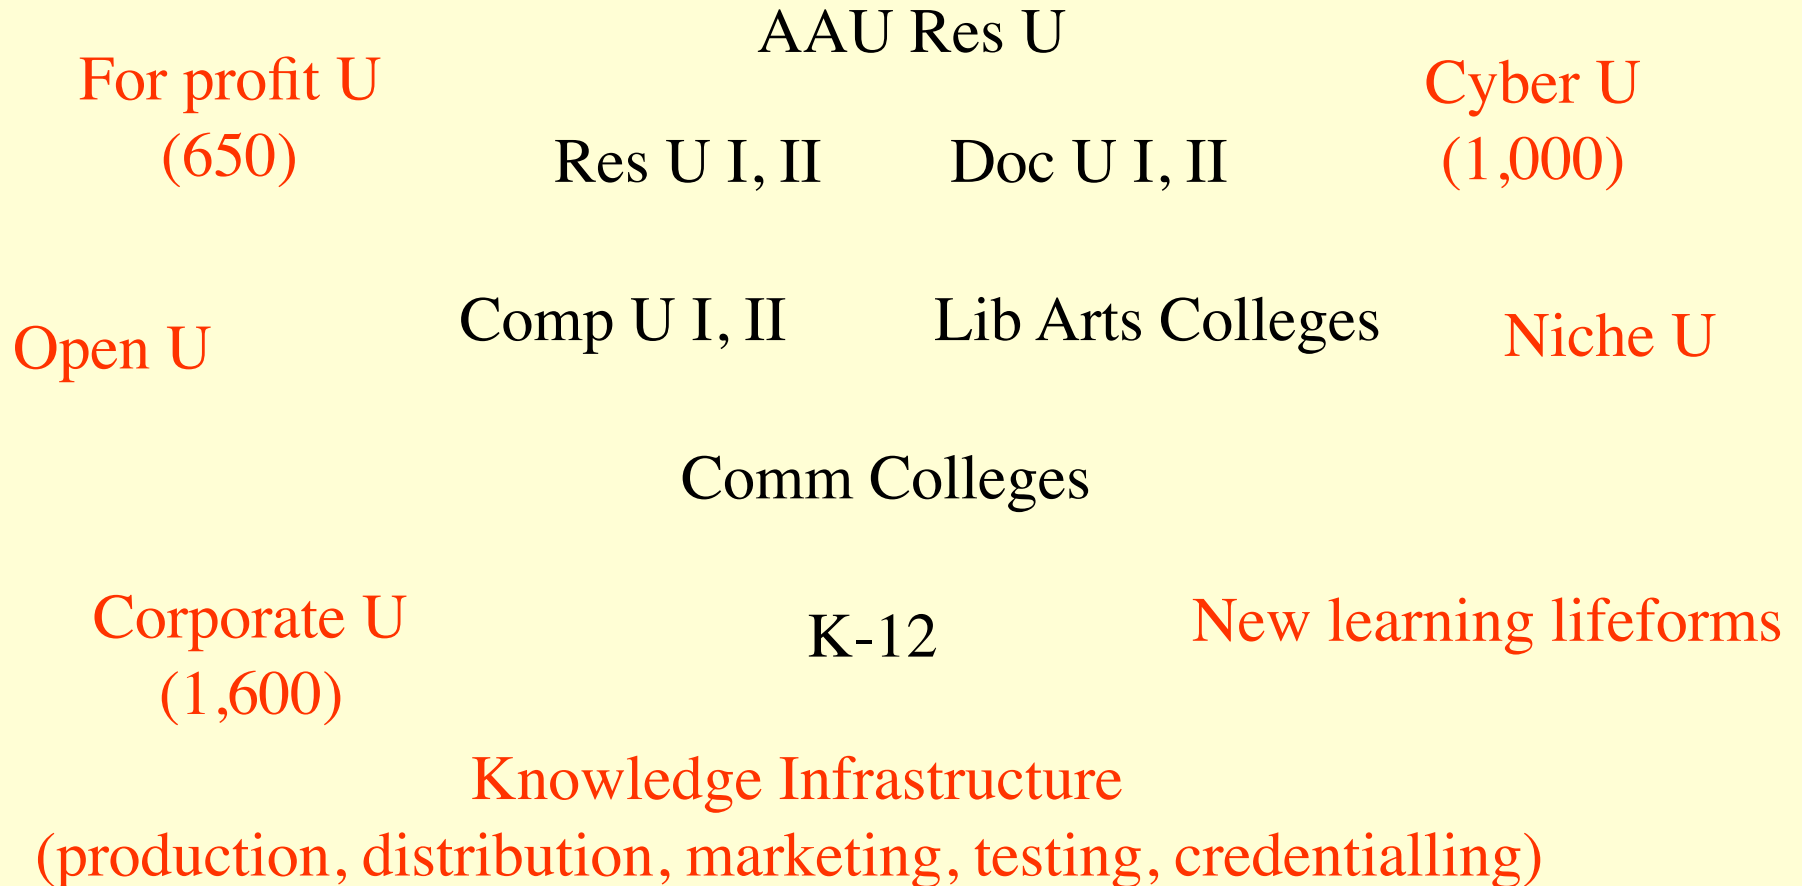 AAU Res U
For profit U
(650)
Cyber U
(1,000)
Res U I, II
Doc U I, II
Open U
Comp U I, II
Lib Arts Colleges
Niche U
Comm Colleges
Corporate U
(1,600)
K-12
New learning lifeforms
Knowledge Infrastructure
(production, distribution, marketing, testing, credentialling)